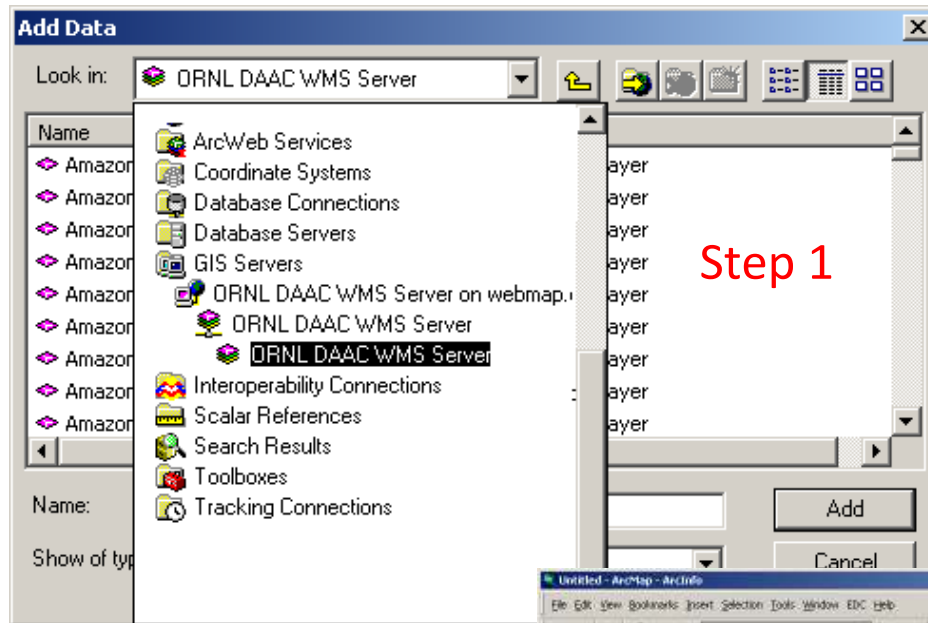 Add Data
Look in: ORNL DAAC WMS Server
Name
ArcWeb Services
Coordinate Systems
Database Connections
Database Servers
GIS Servers
ORNL DAAC WMS Server on webmap.
ORNL DAAC WMS Server
ORNL DAAC WMS Server
Interoperability Connections
Scalar References
Search Results
Toolboxes
Tracking Connections
Amazon
Amazon
Amazon
Amazon
Amazon
Amazon
Amazon
Amazon
Amazon
ayer
ayer
ayer
ayer
ayer
ayer
ayer
ayer
ayer
Step 1
Name:
Add
Show of typ
Cancel
Untitled - ArcMap - ArcInfo
File Edit View Bookmarks Insert Selection Tools Window EDC Help